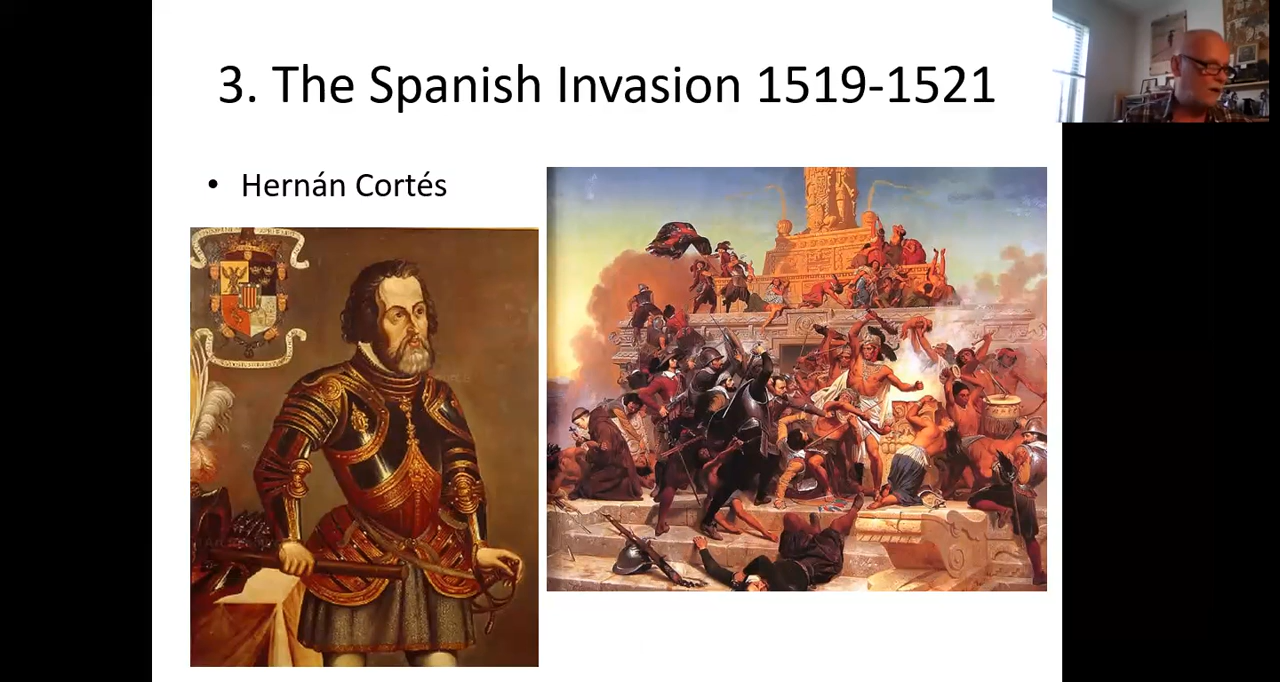 3. The Spanish Invasion 1519-1521
• Hernán Cortés